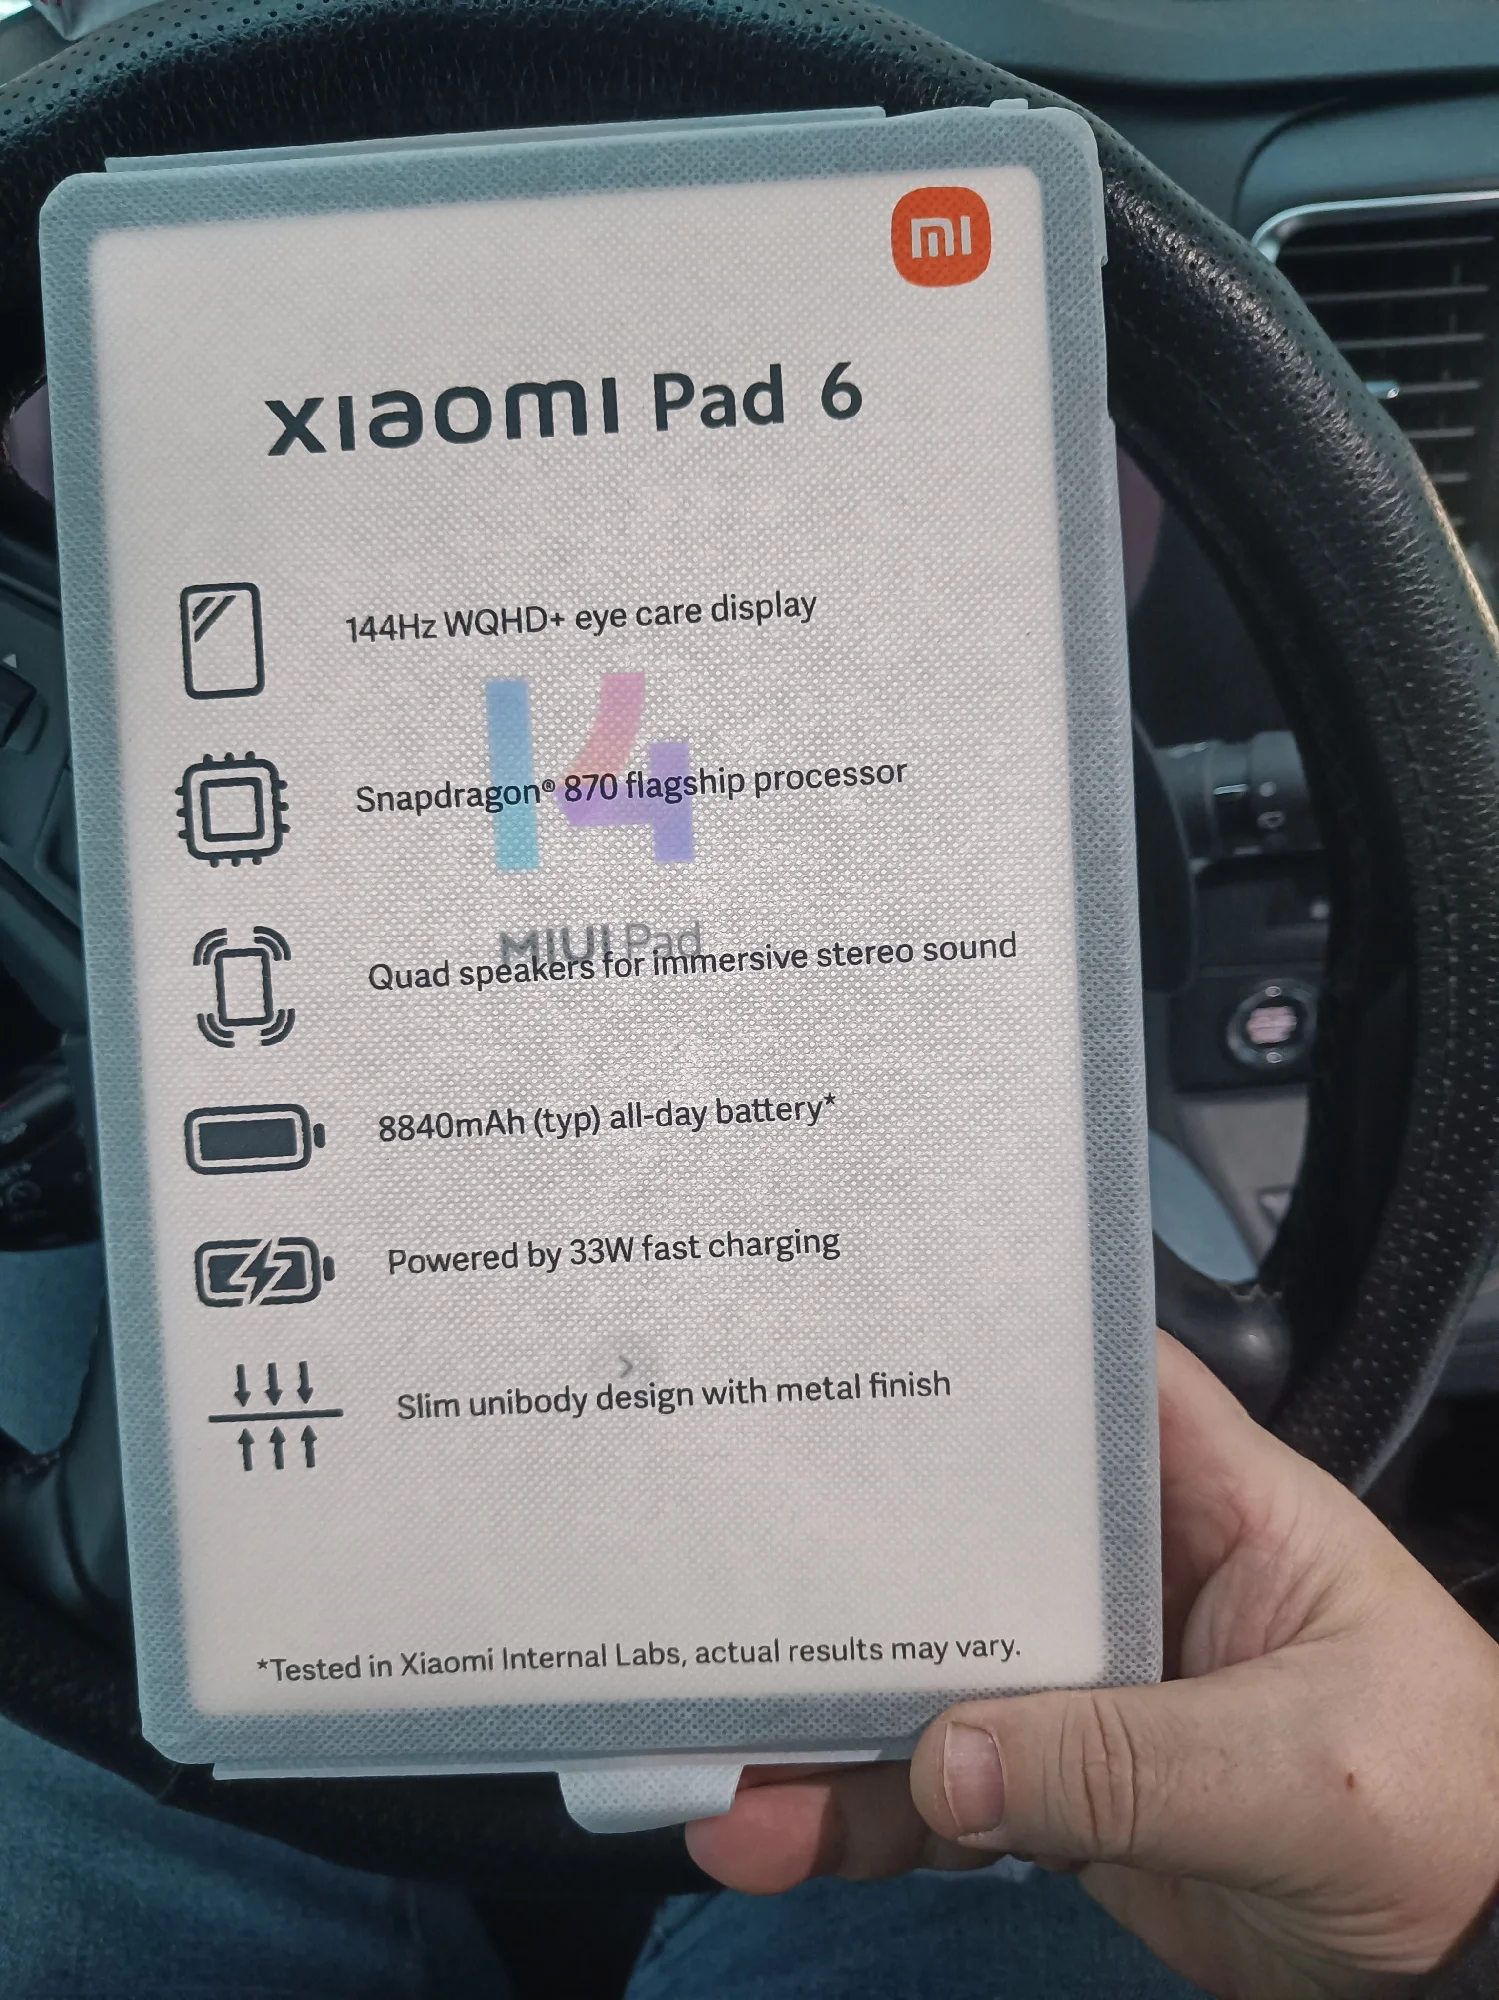 mi
xiaomi Pad 6
144Hz WQHD+ eye care display
14
Snapdragon® 870 flagship processor
MIUI Pad
Quad speakers for immersive stereo sound
8840mAh (typ) all-day battery*
Powered by 33W fast charging
>
Slim unibody design with metal finish
*Tested in Xiaomi Internal Labs, actual results may vary.